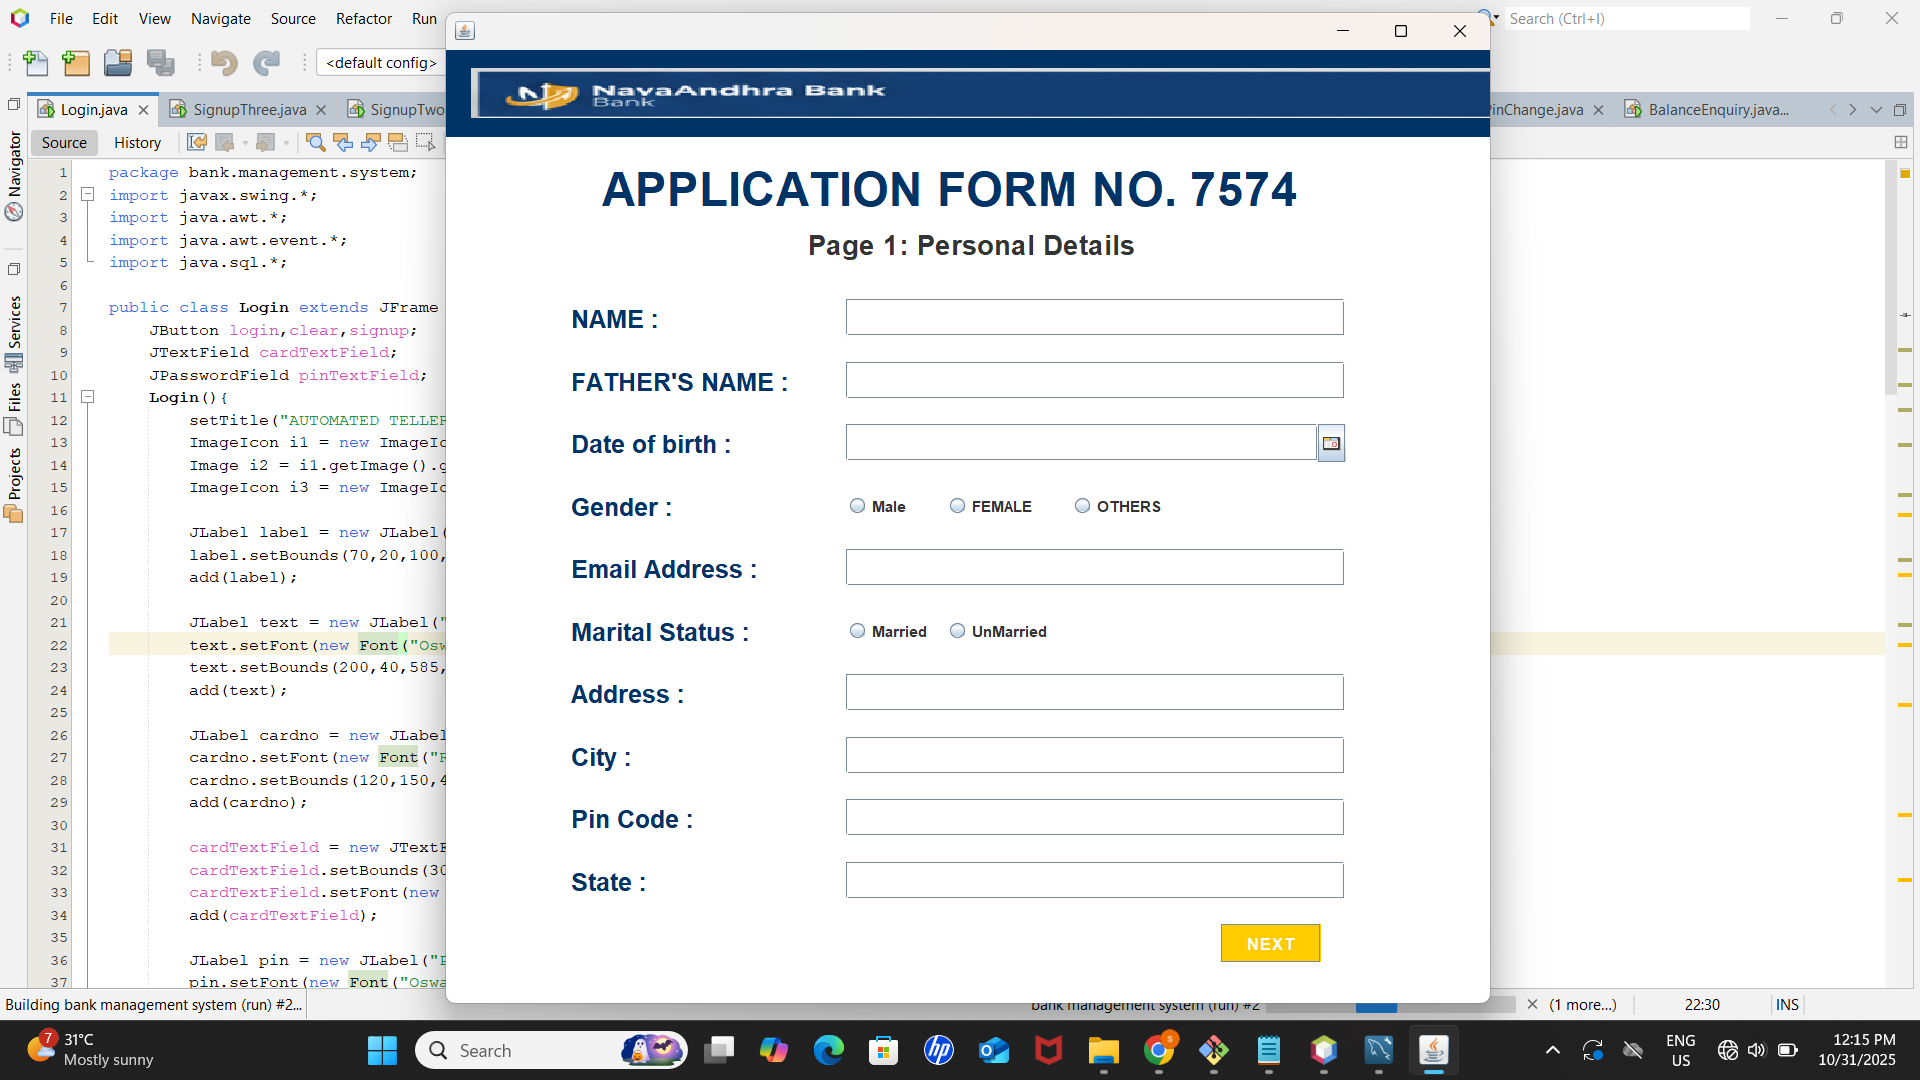 File Edit View Navigate Source Refactor Run
Search (Ctrl+I)
<default config>
Login.java
SignupThree.java
SignupTwo
PinChange.java
BalanceEnquiry.java...
Source History
Navigator
Services
Files
Projects
1 package bank.management.system;
2 import javax.swing.*;
3 import java.awt.*;
4 import java.awt.event.*;
5 import java.sql.*;
6
7 public class Login extends JFrame
8 JButton login,clear,signup;
9 JTextField cardTextField;
10 JPasswordField pinTextField;
11 Login(){
12 setTitle("AUTOMATED TELLER
13 ImageIcon i1 = new ImageIc
14 Image i2 = i1.getImage().g
15 ImageIcon i3 = new ImageIc
16
17 JLabel label = new JLabel(
18 label.setBounds(70,20,100,
19 add(label);
20
21 JLabel text = new JLabel("
22 text.setFont(new Font("Osw
23 text.setBounds(200,40,585,
24 add(text);
25
26 JLabel cardno = new JLabel
27 cardno.setFont(new Font("R
28 cardno.setBounds(120,150,4
29 add(cardno);
30
31 cardTextField = new JTextF
32 cardTextField.setBounds(30
33 cardTextField.setFont(new
34 add(cardTextField);
35
36 JLabel pin = new JLabel("P
37 pin.setFont(new Font("Oswa
NavaAndhra Bank
Bank
APPLICATION FORM NO. 7574
Page 1: Personal Details
NAME :
FATHER'S NAME :
Date of birth :
Gender : Male FEMALE OTHERS
Email Address :
Marital Status : Married UnMarried
Address :
City :
Pin Code :
State :
NEXT
Building bank management system (run) #2...
bank management system (run) #2
(1 more...)
22:30
INS
7
31°C
Mostly sunny
Search
ENG
US
12:15 PM
10/31/2025